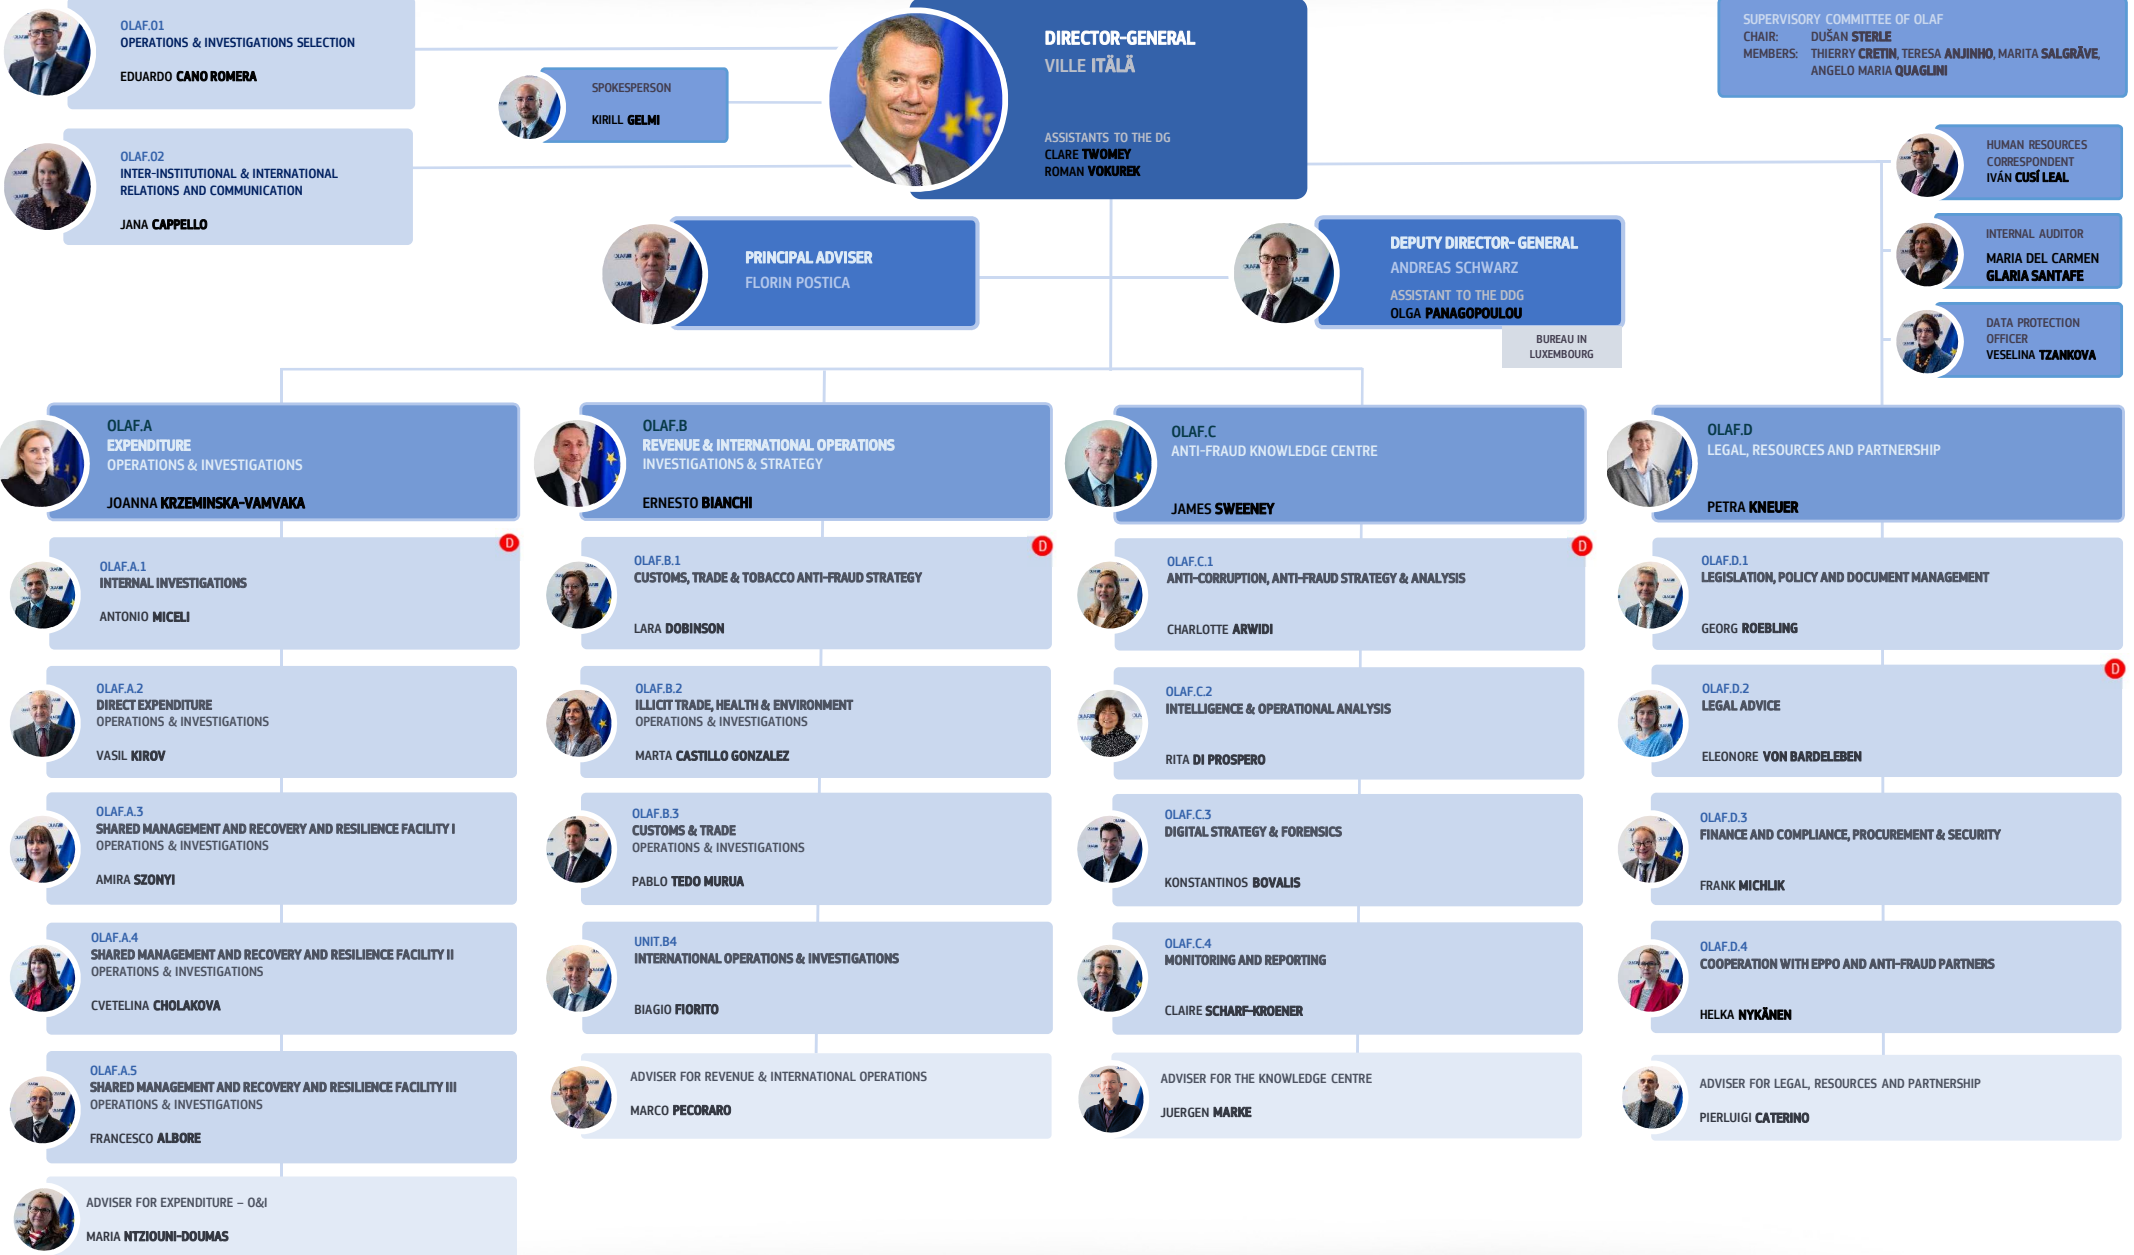 OLAF.01
OPERATIONS & INVESTIGATIONS SELECTION
EDUARDO CANO ROMERA
OLAF.02
INTER-INSTITUTIONAL & INTERNATIONAL
RELATIONS AND COMMUNICATION
JANA CAPPELLO
SPOKESPERSON
KIRILL GELMI
DIRECTOR-GENERAL
VILLE ITÄLÄ
ASSISTANTS TO THE DG
CLARE TWOMEY
ROMAN VOKUREK
SUPERVISORY COMMITTEE OF OLAF
CHAIR: DUŠAN STERLE
MEMBERS: THIERRY CRETIN, TERESA ANJINHO, MARITA SALGRĀVE,
ANGELO MARIA QUAGLINI
HUMAN RESOURCES
CORRESPONDENT
IVÁN CUSÍ LEAL
INTERNAL AUDITOR
MARIA DEL CARMEN
GLARIA SANTAFE
DATA PROTECTION
OFFICER
VESELINA TZANKOVA
PRINCIPAL ADVISER
FLORIN POSTICA
DEPUTY DIRECTOR- GENERAL
ANDREAS SCHWARZ
ASSISTANT TO THE DDG
OLGA PANAGOPOULOU
BUREAU IN
LUXEMBOURG
OLAF.A
EXPENDITURE
OPERATIONS & INVESTIGATIONS
JOANNA KRZEMINSKA-VAMVAKA
D
OLAF.A.1
INTERNAL INVESTIGATIONS
ANTONIO MICELI
OLAF.A.2
DIRECT EXPENDITURE
OPERATIONS & INVESTIGATIONS
VASIL KIROV
OLAF.A.3
SHARED MANAGEMENT AND RECOVERY AND RESILIENCE FACILITY I
OPERATIONS & INVESTIGATIONS
AMIRA SZONYI
OLAF.A.4
SHARED MANAGEMENT AND RECOVERY AND RESILIENCE FACILITY II
OPERATIONS & INVESTIGATIONS
CVETELINA CHOLAKOVA
OLAF.A.5
SHARED MANAGEMENT AND RECOVERY AND RESILIENCE FACILITY III
OPERATIONS & INVESTIGATIONS
FRANCESCO ALBORE
ADVISER FOR EXPENDITURE – O&I
MARIA NTZIOUNI-DOUMAS
OLAF.B
REVENUE & INTERNATIONAL OPERATIONS
INVESTIGATIONS & STRATEGY
ERNESTO BIANCHI
D
OLAF.B.1
CUSTOMS, TRADE & TOBACCO ANTI-FRAUD STRATEGY
LARA DOBINSON
OLAF.B.2
ILLICIT TRADE, HEALTH & ENVIRONMENT
OPERATIONS & INVESTIGATIONS
MARTA CASTILLO GONZALEZ
OLAF.B.3
CUSTOMS & TRADE
OPERATIONS & INVESTIGATIONS
PABLO TEDO MURUA
UNIT.B4
INTERNATIONAL OPERATIONS & INVESTIGATIONS
BIAGIO FIORITO
ADVISER FOR REVENUE & INTERNATIONAL OPERATIONS
MARCO PECORARO
OLAF.C
ANTI-FRAUD KNOWLEDGE CENTRE
JAMES SWEENEY
D
OLAF.C.1
ANTI-CORRUPTION, ANTI-FRAUD STRATEGY & ANALYSIS
CHARLOTTE ARWIDI
OLAF.C.2
INTELLIGENCE & OPERATIONAL ANALYSIS
RITA DI PROSPERO
OLAF.C.3
DIGITAL STRATEGY & FORENSICS
KONSTANTINOS BOVALIS
OLAF.C.4
MONITORING AND REPORTING
CLAIRE SCHARF-KROENER
ADVISER FOR THE KNOWLEDGE CENTRE
JUERGEN MARKE
OLAF.D
LEGAL, RESOURCES AND PARTNERSHIP
PETRA KNEUER
OLAF.D.1
LEGISLATION, POLICY AND DOCUMENT MANAGEMENT
GEORG ROEBLING
D
OLAF.D.2
LEGAL ADVICE
ELEONORE VON BARDELEBEN
OLAF.D.3
FINANCE AND COMPLIANCE, PROCUREMENT & SECURITY
FRANK MICHLIK
OLAF.D.4
COOPERATION WITH EPPO AND ANTI-FRAUD PARTNERS
HELKA NYKÄNEN
ADVISER FOR LEGAL, RESOURCES AND PARTNERSHIP
PIERLUIGI CATERINO